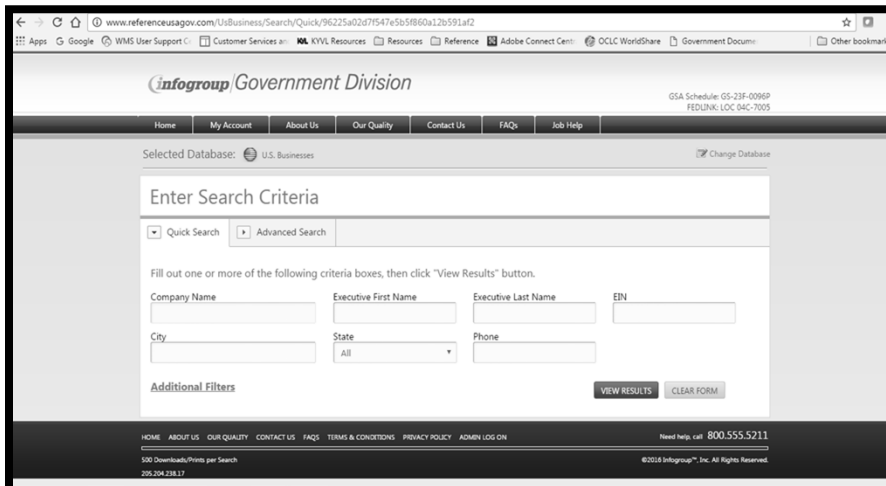 www.referenceusagov.com/UsBusiness/Search/Quick/96225a02d7f547e5b5f860a12b591af2
Apps G Google WMS User Support C Customer Services an KYVL Resources Resources Reference Adobe Connect Cent OCLC WorldShare Government Docume Other bookmark
infogroup Government Division
GSA Schedule: GS-23F-0096P
FEDLINK: LOC 04C-7005
Home My Account About Us Our Quality Contact Us FAQs Job Help
Selected Database: U.S. Businesses Change Database
Enter Search Criteria
Quick Search Advanced Search
Fill out one or more of the following criteria boxes, then click "View Results" button.
Company Name Executive First Name Executive Last Name EIN
City State Phone
All
Additional Filters VIEW RESULTS CLEAR FORM
HOME ABOUT US OUR QUALITY CONTACT US FAQS TERMS & CONDITIONS PRIVACY POLICY ADMIN LOG ON Need help, call 800.555.5211
500 Downloads/Prints per Search ©2016 Infogroup™, Inc. All Rights Reserved.
205.204.238.17